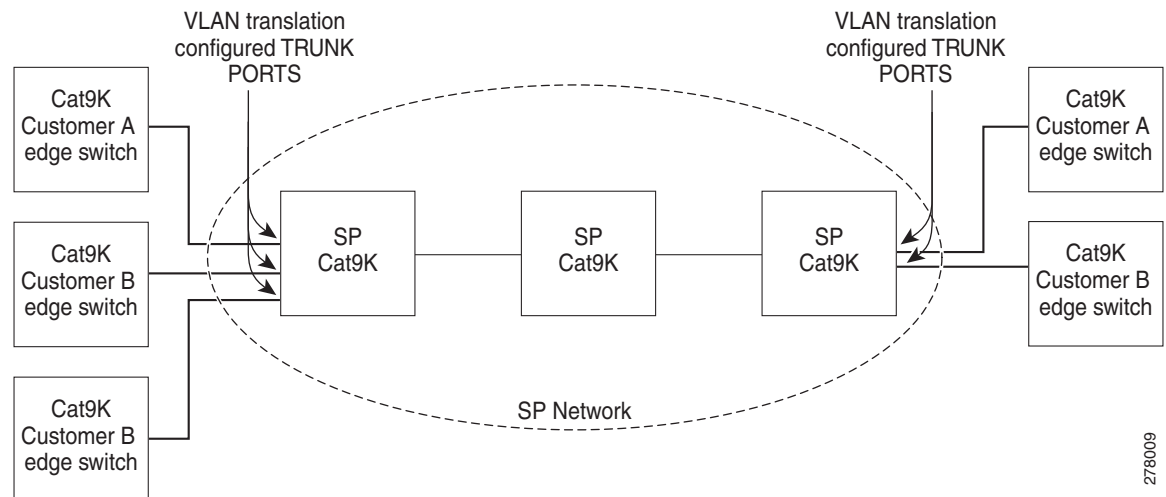 VLAN translation
configured TRUNK
PORTS
VLAN translation
configured TRUNK
PORTS
Cat9K
Customer A
edge switch
Cat9K
Customer B
edge switch
Cat9K
Customer B
edge switch
SP
Cat9K
SP
Cat9K
SP
Cat9K
Cat9K
Customer A
edge switch
Cat9K
Customer B
edge switch
SP Network
278009